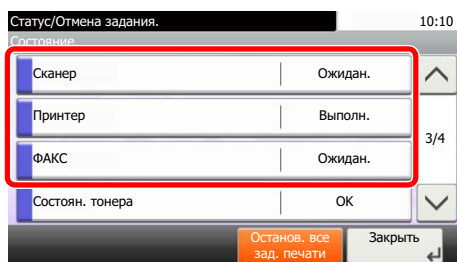 Статус/Отмена задания. 10:10
Состояние
Сканер Ожидан.
Принтер Выполн.
3/4
ФАКС Ожидан.
Состоян. тонера OK
Останов. все Закрыть
зад. печати